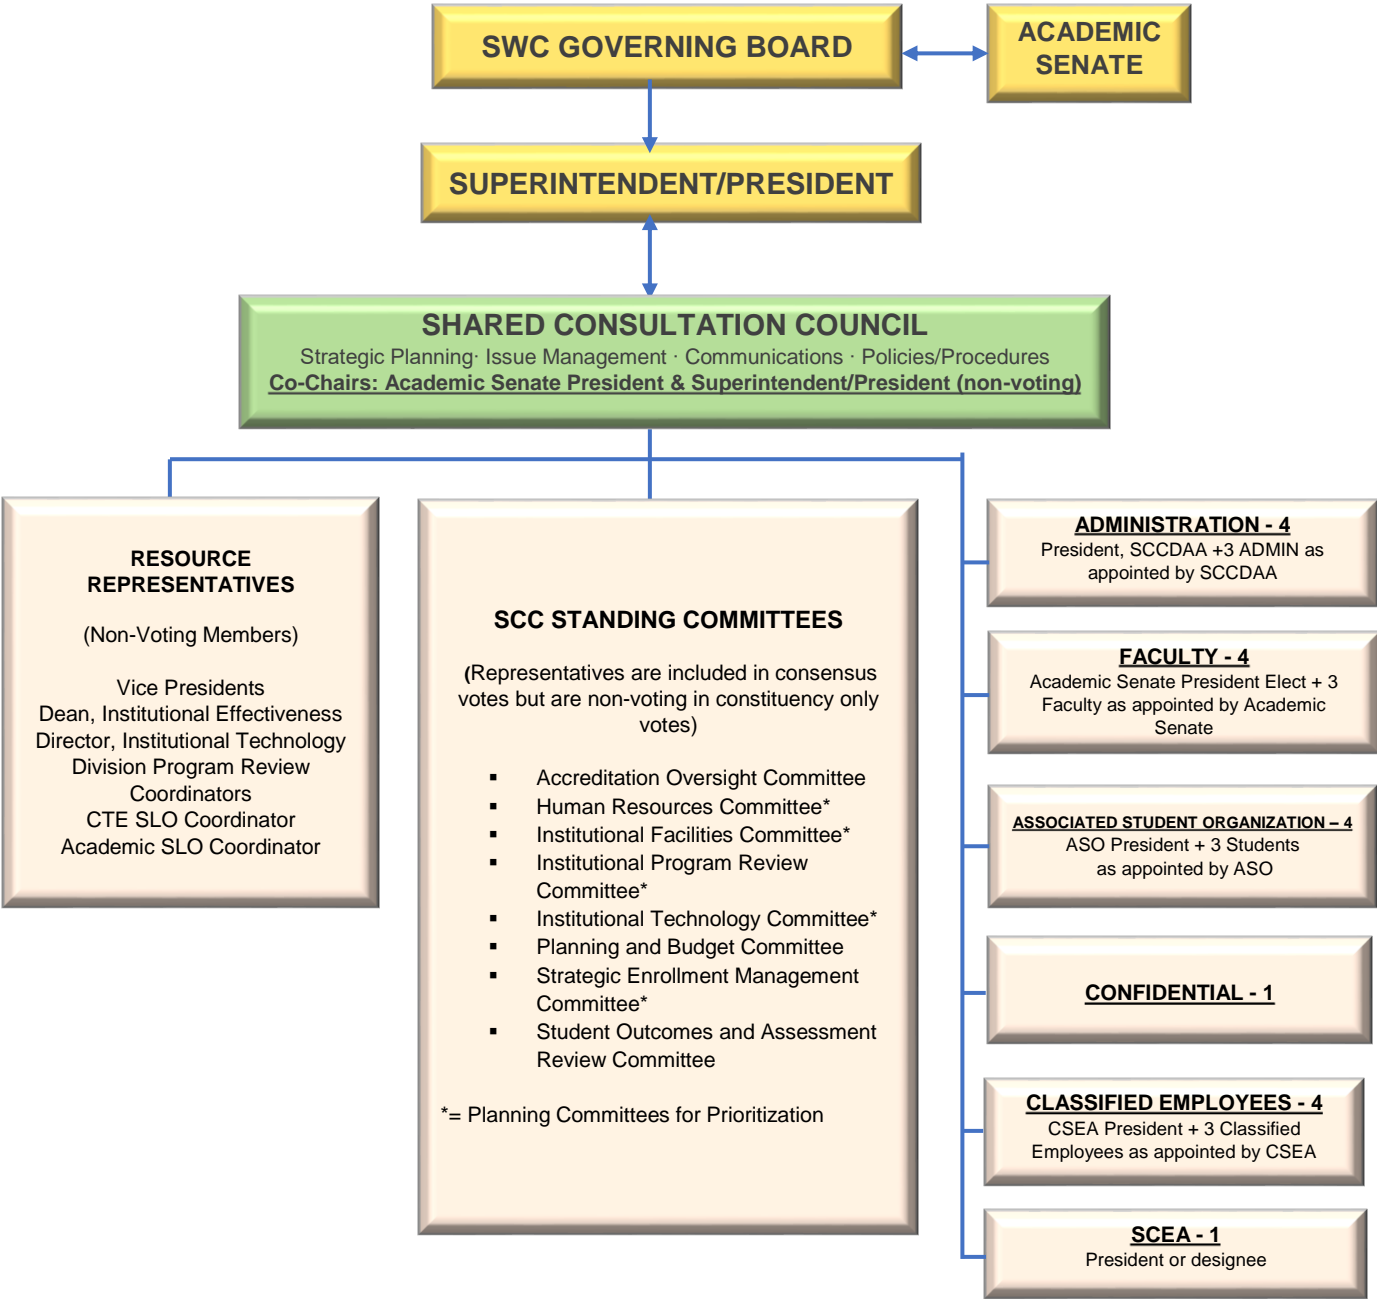 SWC GOVERNING BOARD
ACADEMIC
SENATE
SUPERINTENDENT/PRESIDENT
SHARED CONSULTATION COUNCIL
Strategic Planning· Issue Management · Communications · Policies/Procedures
Co-Chairs: Academic Senate President & Superintendent/President (non-voting)
RESOURCE
REPRESENTATIVES
(Non-Voting Members)
Vice Presidents
Dean, Institutional Effectiveness
Director, Institutional Technology
Division Program Review
Coordinators
CTE SLO Coordinator
Academic SLO Coordinator
SCC STANDING COMMITTEES
(Representatives are included in consensus
votes but are non-voting in constituency only
votes)
▪ Accreditation Oversight Committee
▪ Human Resources Committee*
▪ Institutional Facilities Committee*
▪ Institutional Program Review
Committee*
▪ Institutional Technology Committee*
▪ Planning and Budget Committee
▪ Strategic Enrollment Management
Committee*
▪ Student Outcomes and Assessment
Review Committee
*= Planning Committees for Prioritization
ADMINISTRATION - 4
President, SCCDAA +3 ADMIN as
appointed by SCCDAA
FACULTY - 4
Academic Senate President Elect + 3
Faculty as appointed by Academic
Senate
ASSOCIATED STUDENT ORGANIZATION – 4
ASO President + 3 Students
as appointed by ASO
CONFIDENTIAL - 1
CLASSIFIED EMPLOYEES - 4
CSEA President + 3 Classified
Employees as appointed by CSEA
SCEA - 1
President or designee